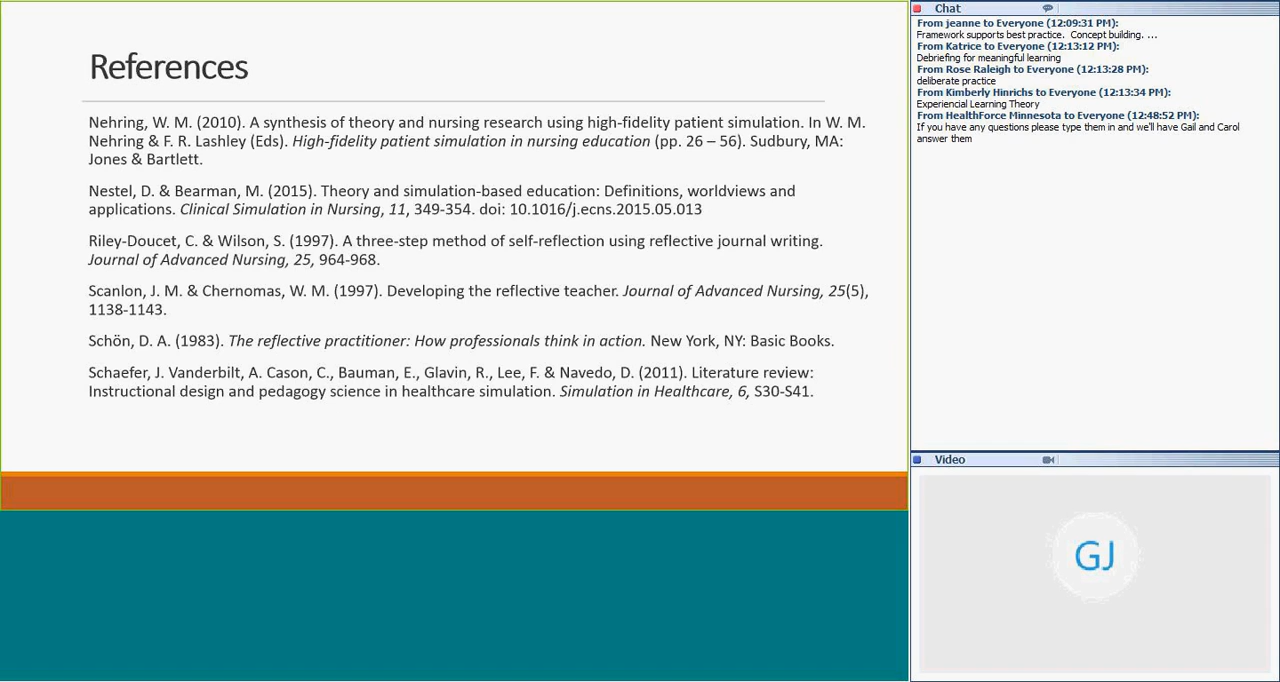 References
Nehring, W. M. (2010). A synthesis of theory and nursing research using high-fidelity patient simulation. In W. M.
Nehring & F. R. Lashley (Eds). High-fidelity patient simulation in nursing education (pp. 26 – 56). Sudbury, MA:
Jones & Bartlett.
Nestel, D. & Bearman, M. (2015). Theory and simulation-based education: Definitions, worldviews and
applications. Clinical Simulation in Nursing, 11, 349-354. doi: 10.1016/j.ecns.2015.05.013
Riley-Doucet, C. & Wilson, S. (1997). A three-step method of self-reflection using reflective journal writing.
Journal of Advanced Nursing, 25, 964-968.
Scanlon, J. M. & Chernomas, W. M. (1997). Developing the reflective teacher. Journal of Advanced Nursing, 25(5),
1138-1143.
Schön, D. A. (1983). The reflective practitioner: How professionals think in action. New York, NY: Basic Books.
Schaefer, J. Vanderbilt, A. Cason, C., Bauman, E., Glavin, R., Lee, F. & Navedo, D. (2011). Literature review:
Instructional design and pedagogy science in healthcare simulation. Simulation in Healthcare, 6, S30-S41.
Chat
From jeanne to Everyone (12:09:31 PM):
Framework supports best practice. Concept building. ...
From Katrice to Everyone (12:13:12 PM):
Debriefing for meaningful learning
From Rose Raleigh to Everyone (12:13:28 PM):
deliberate practice
From Kimberly Hinrichs to Everyone (12:13:34 PM):
Experiencial Learning Theory
From HealthForce Minnesota to Everyone (12:48:52 PM):
If you have any questions please type them in and we'll have Gail and Carol
answer them
Video
GJ